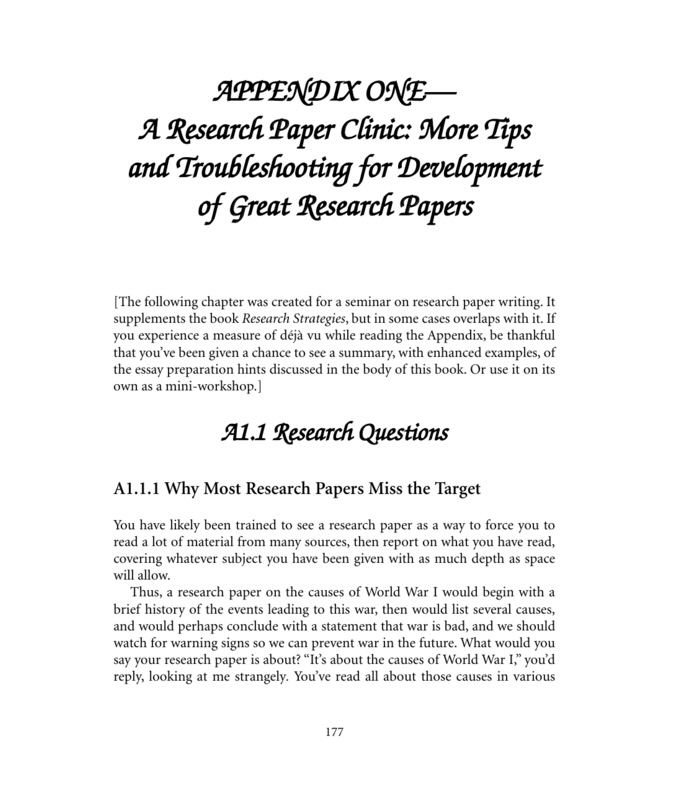 APPENDIX ONE—
A Research Paper Clinic: More Tips
and Troubleshooting for Development
of Great Research Papers
[The following chapter was created for a seminar on research paper writing. It
supplements the book Research Strategies, but in some cases overlaps with it. If
you experience a measure of déjà vu while reading the Appendix, be thankful
that you've been given a chance to see a summary, with enhanced examples, of
the essay preparation hints discussed in the body of this book. Or use it on its
own as a mini-workshop.]
A1.1 Research Questions
A1.1.1 Why Most Research Papers Miss the Target
You have likely been trained to see a research paper as a way to force you to
read a lot of material from many sources, then report on what you have read,
covering whatever subject you have been given with as much depth as space
will allow.
Thus, a research paper on the causes of World War I would begin with a
brief history of the events leading to this war, then would list several causes,
and would perhaps conclude with a statement that war is bad, and we should
watch for warning signs so we can prevent war in the future. What would you
say your research paper is about? “It’s about the causes of World War I,” you’d
reply, looking at me strangely. You’ve read all about those causes in various
177